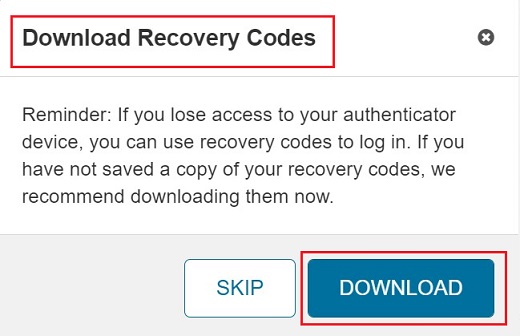 Download Recovery Codes
Reminder: If you lose access to your authenticator
device, you can use recovery codes to log in. If you
have not saved a copy of your recovery codes, we
recommend downloading them now.
SKIP
DOWNLOAD